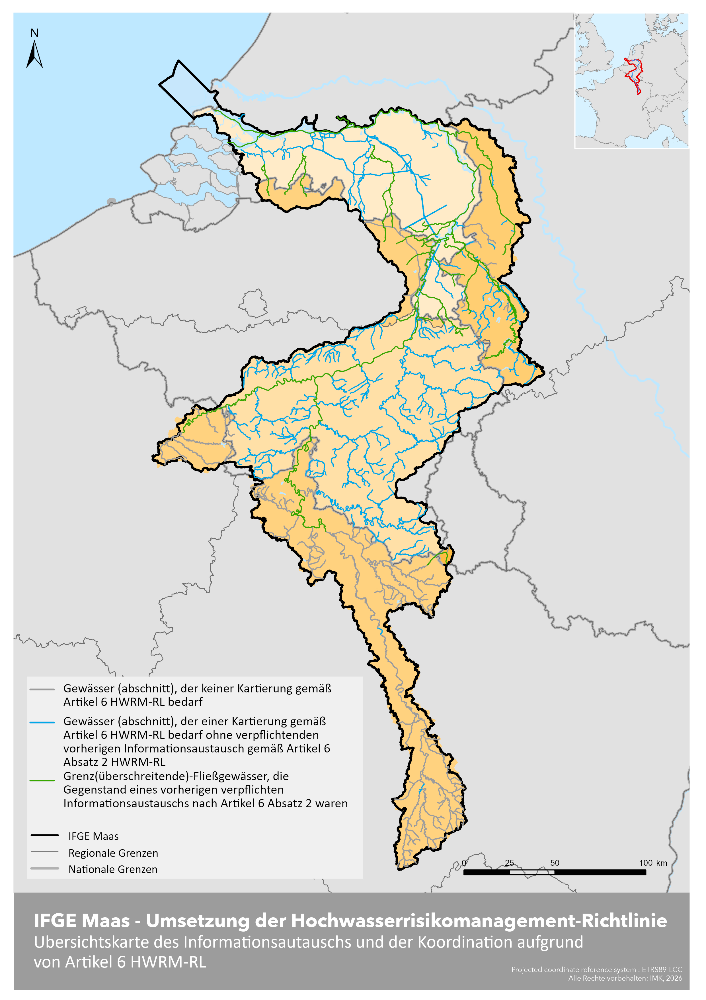 N
Gewässer (abschnitt), der keiner Kartierung gemäß
Artikel 6 HWRM-RL bedarf
Gewässer (abschnitt), der einer Kartierung gemäß
Artikel 6 HWRM-RL bedarf ohne verpflichtenden
vorherigen Informationsaustausch gemäß Artikel 6
Absatz 2 HWRM-RL
Grenz(überschreitende)-Fließgewässer, die
Gegenstand eines vorherigen verpflichten
Informationsaustauschs nach Artikel 6 Absatz 2 waren
IFGE Maas
Regionale Grenzen
Nationale Grenzen
0 25 50 100 km
IFGE Maas - Umsetzung der Hochwasserrisikomanagement-Richtlinie
Übersichtskarte des Informationsautauschs und der Koordination aufgrund
von Artikel 6 HWRM-RL
Projected coordinate reference system : ETRS89-LCC
Alle Rechte vorbehalten: IMK, 2026